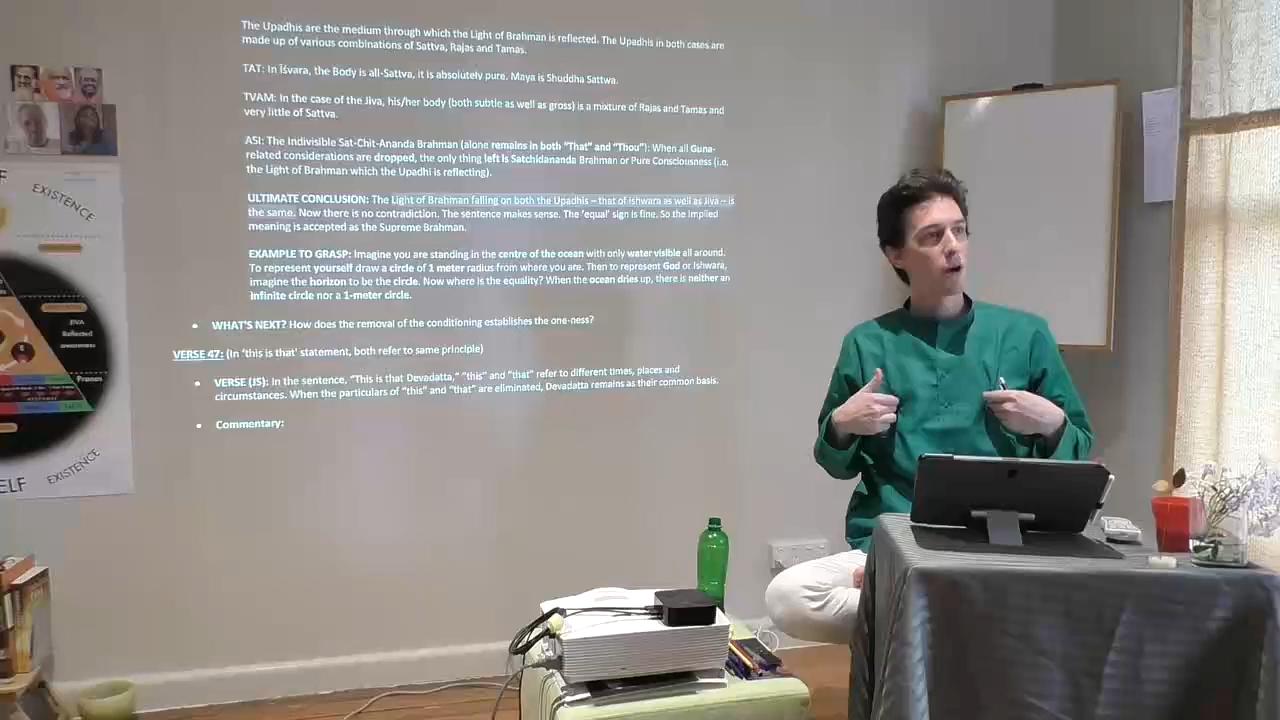 The Upadhis are the medium through which the Light of Brahman is reflected. The Upadhis in both cases are
made up of various combinations of Sattva, Rajas and Tamas.
TAT: In Īśvara, the Body is all-Sattva, it is absolutely pure. Maya is Shuddha Sattwa.
TVAM: In the case of the Jiva, his/her body (both subtle as well as gross) is a mixture of Rajas and Tamas and
very little of Sattva.
ASI: The Indivisible Sat-Chit-Ananda Brahman (alone remains in both "That" and "Thou"): When all Guna-
related considerations are dropped, the only thing left is Satchidananda Brahman or Pure Consciousness (i.e.
the Light of Brahman which the Upadhi is reflecting).
ULTIMATE CONCLUSION: The Light of Brahman falling on both the Upadhis – that of Ishwara as well as Jiva – is
the same. Now there is no contradiction. The sentence makes sense. The 'equal' sign is fine. So the implied
meaning is accepted as the Supreme Brahman.
EXAMPLE TO GRASP: Imagine you are standing in the centre of the ocean with only water visible all around.
To represent yourself draw a circle of 1 meter radius from where you are. Then to represent God or Ishwara,
imagine the horizon to be the circle. Now where is the equality? When the ocean dries up, there is neither an
infinite circle nor a 1-meter circle.
• WHAT'S NEXT? How does the removal of the conditioning establishes the one-ness?
VERSE 47: (In 'this is that' statement, both refer to same principle)
• VERSE (JS): In the sentence, "This is that Devadatta," "this" and "that" refer to different times, places and
circumstances. When the particulars of "this" and "that" are eliminated, Devadatta remains as their common basis.
• Commentary:
EXISTENCE
JIVA
Reflected
Pranas
EXISTENCE
ELF